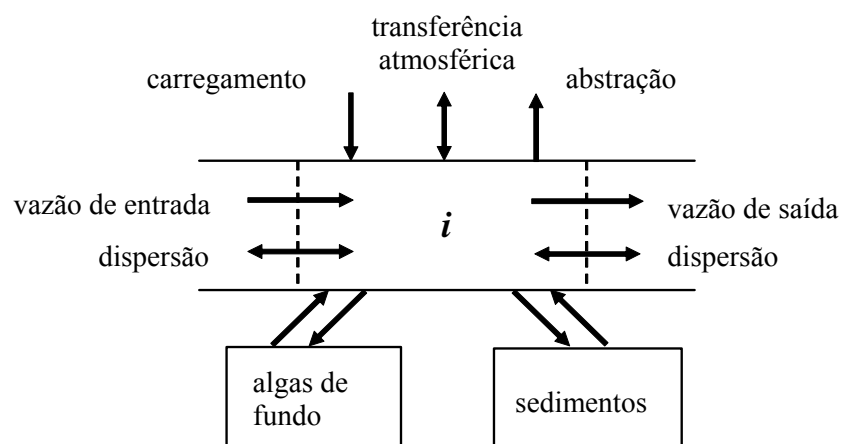 transferência
atmosférica
carregamento
abstração
vazão de entrada
i
vazão de saída
dispersão
dispersão
algas de
fundo
sedimentos